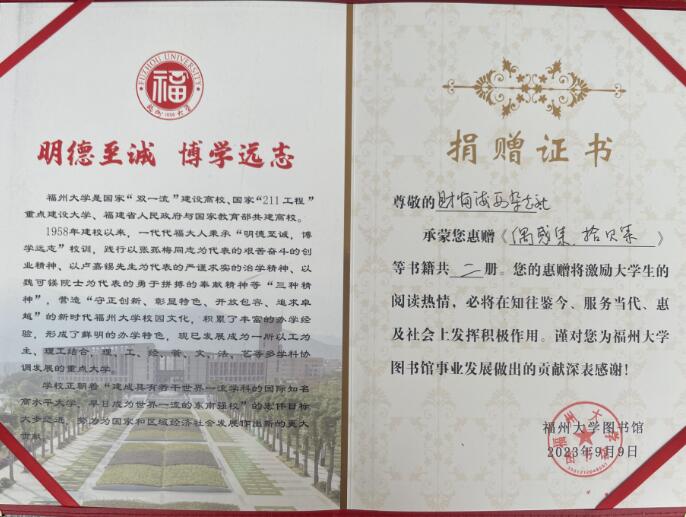 FUZHOU UNIVERSITY
福
福州大学
1958
明德至诚 博学远志
福州大学是国家“双一流”建设高校、国家“211工程”
重点建设大学、福建省人民政府与国家教育部共建高校。
1958年建校以来,一代代福大人秉承“明德至诚,博
学远志”校训,践行以张孤梅同志为代表的艰苦奋斗的创
业精神、以卢嘉锡先生为代表的严谨求实的治学精神、以
魏可镁院士为代表的勇于拼搏的奉献精神等“三种精
神”,营造“守正创新、彰显特色、开放包容、追求卓
越”的新时代福州大学校园文化,积累了丰富的办学经
验,形成了鲜明的办学特色,现已发展成为一所以工为
主、理工结合,理、工、经、管、文、法、艺等多学科协
调发展的重点大学。
学校正朝着“建成具有若干世界一流学科的国际知名
高水平大学,早日成为世界一流的东南强校”的宏伟目标
大步迈进,努力为国家和区域经济社会发展作出新的更大
贡献。
捐赠证书
尊敬的
承蒙您惠赠《偶感集、拾贝集》
等书籍共二册。您的惠赠将激励大学生的
阅读热情,必将在知往鉴今、服务当代、惠
及社会上发挥积极作用。谨对您为福州大学
图书馆事业发展做出的贡献深表感谢!
福州大学图书馆
2023年9月9日